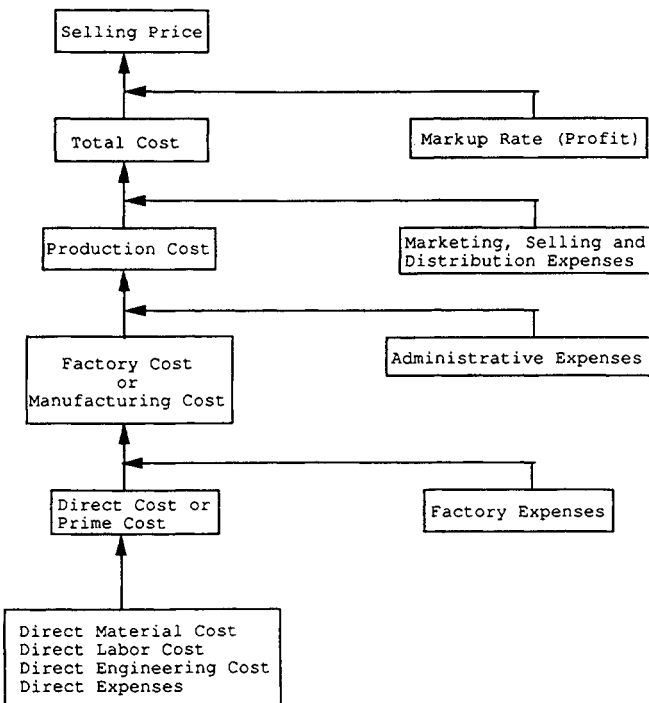 Selling Price
Total Cost
Markup Rate (Profit)
Production Cost
Marketing, Selling and
Distribution Expenses
Factory Cost
or
Manufacturing Cost
Administrative Expenses
Direct Cost or
Prime Cost
Factory Expenses
Direct Material Cost
Direct Labor Cost
Direct Engineering Cost
Direct Expenses